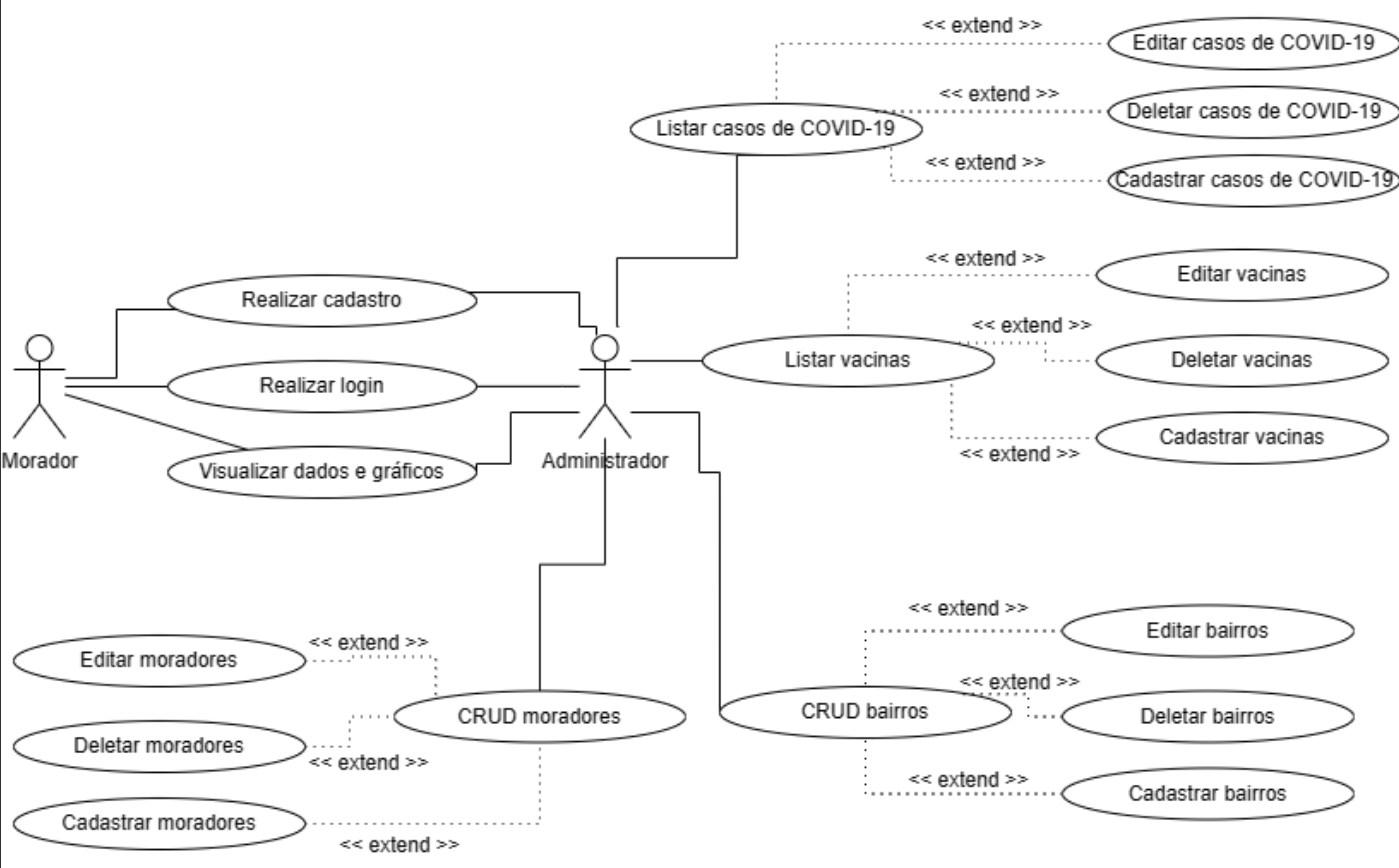 << extend >>
Editar casos de COVID-19
<< extend >>
Deletar casos de COVID-19
Listar casos de COVID-19
<< extend >>
Cadastrar casos de COVID-19
<< extend >>
Editar vacinas
Realizar cadastro
<< extend >>
Listar vacinas
Deletar vacinas
Realizar login
Cadastrar vacinas
<< extend >>
Morador
Administrador
Visualizar dados e gráficos
<< extend >>
Editar bairros
<< extend >>
Editar moradores
<< extend >>
CRUD moradores
CRUD bairros
Deletar bairros
Deletar moradores
<< extend >>
<< extend >>
Cadastrar bairros
Cadastrar moradores
<< extend >>